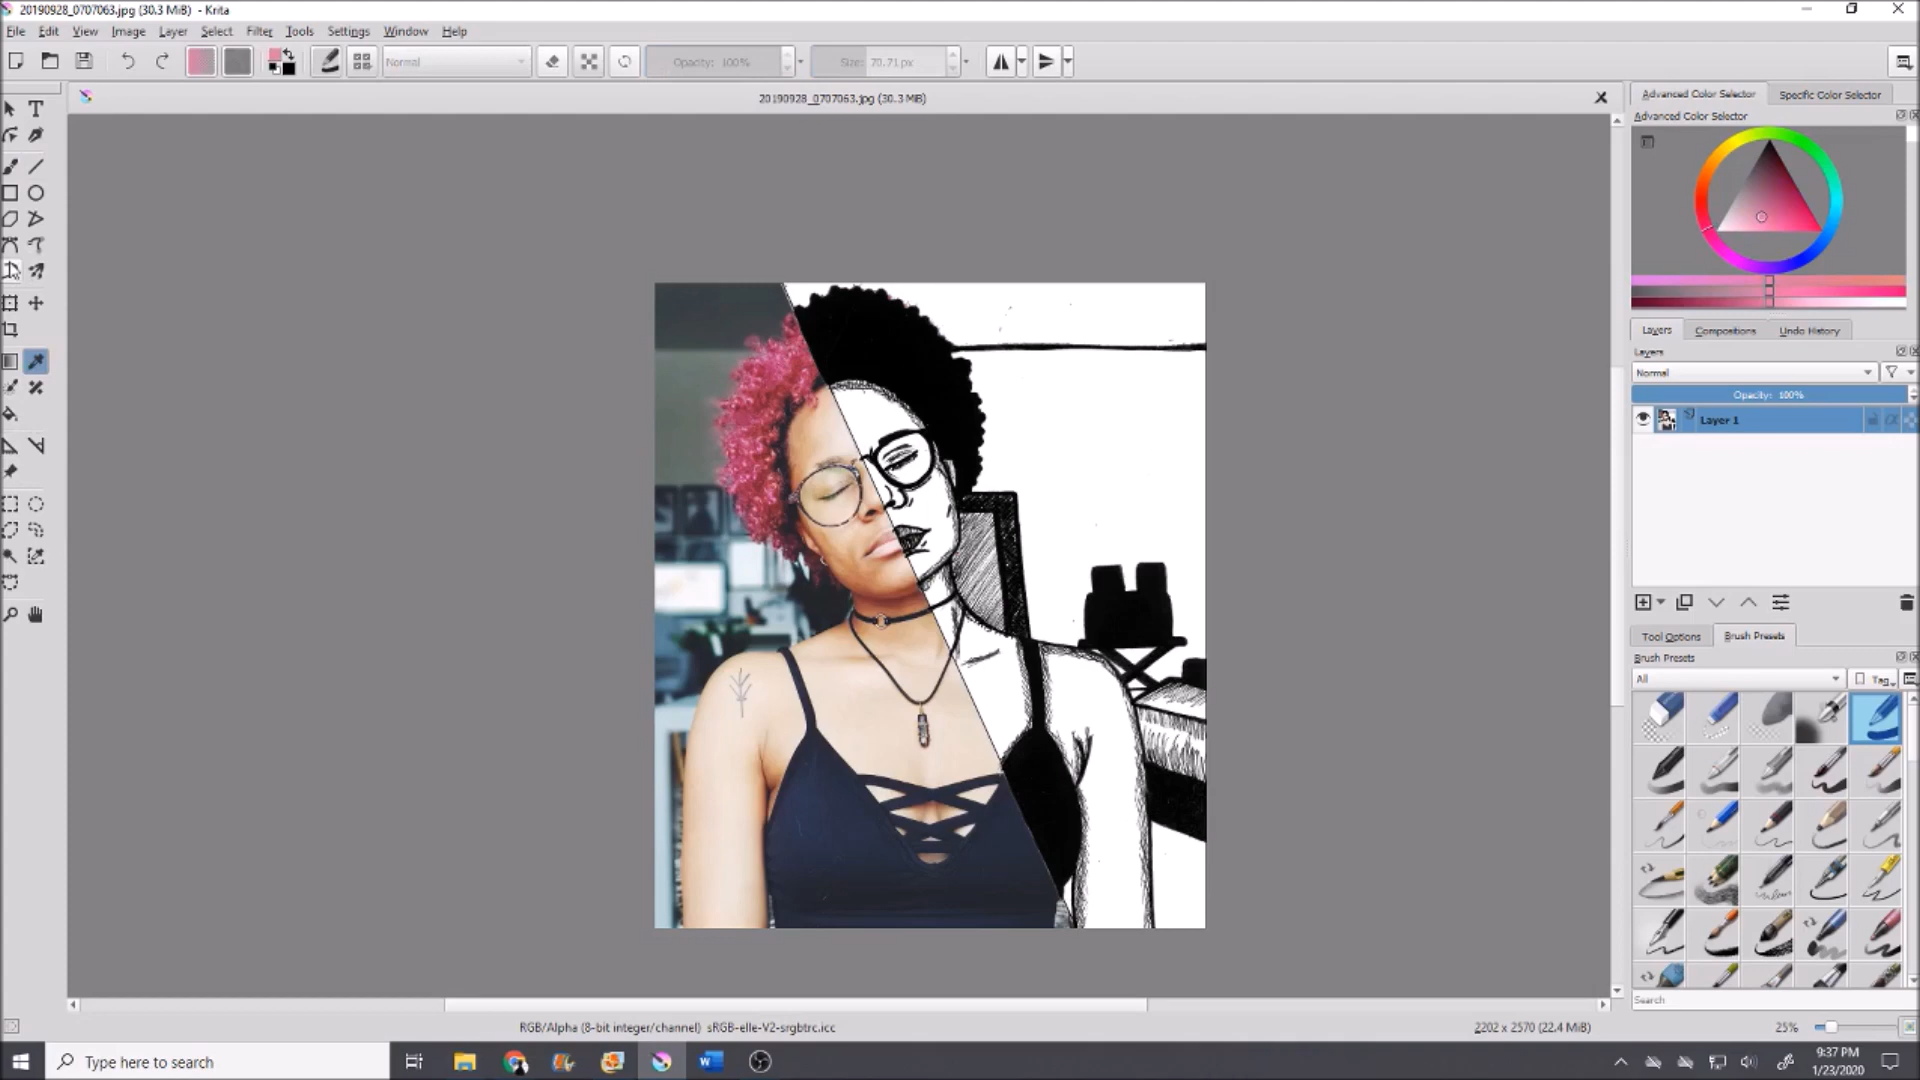 20190928_0707063.jpg (30.3 MiB) - Krita
File Edit View Image Layer Select Filter Tools Settings Window Help
Normal Opacity: 100% Size: 70.71 px
20190928_0707063.jpg (30.3 MiB)
Advanced Color Selector Specific Color Selector
Advanced Color Selector
Layers Compositions Undo History
Layers
Normal
Opacity: 100%
Layer 1
Tool Options Brush Presets
Brush Presets
All Tag
Search
RGB/Alpha (8-bit integer/channel) sRGB-elle-V2-srgbtrc.icc 2202 x 2570 (22.4 MiB) 25%
Type here to search
9:37 PM
1/23/2020